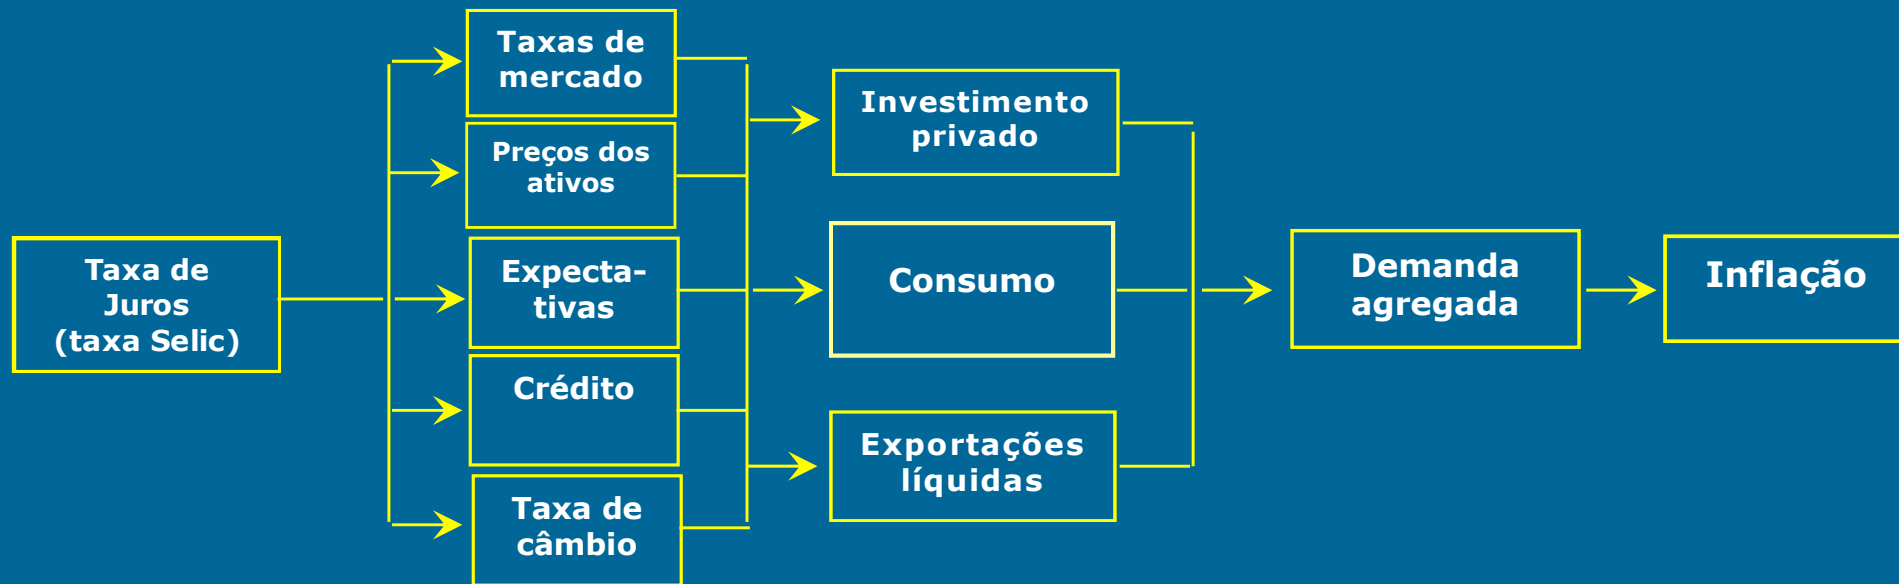 Taxa de
Juros
(taxa Selic)
Taxas de
mercado
Preços dos
ativos
Expecta-
tivas
Crédito
Taxa de
câmbio
Investimento
privado
Consumo
Exportações
líquidas
Demanda
agregada
Inflação